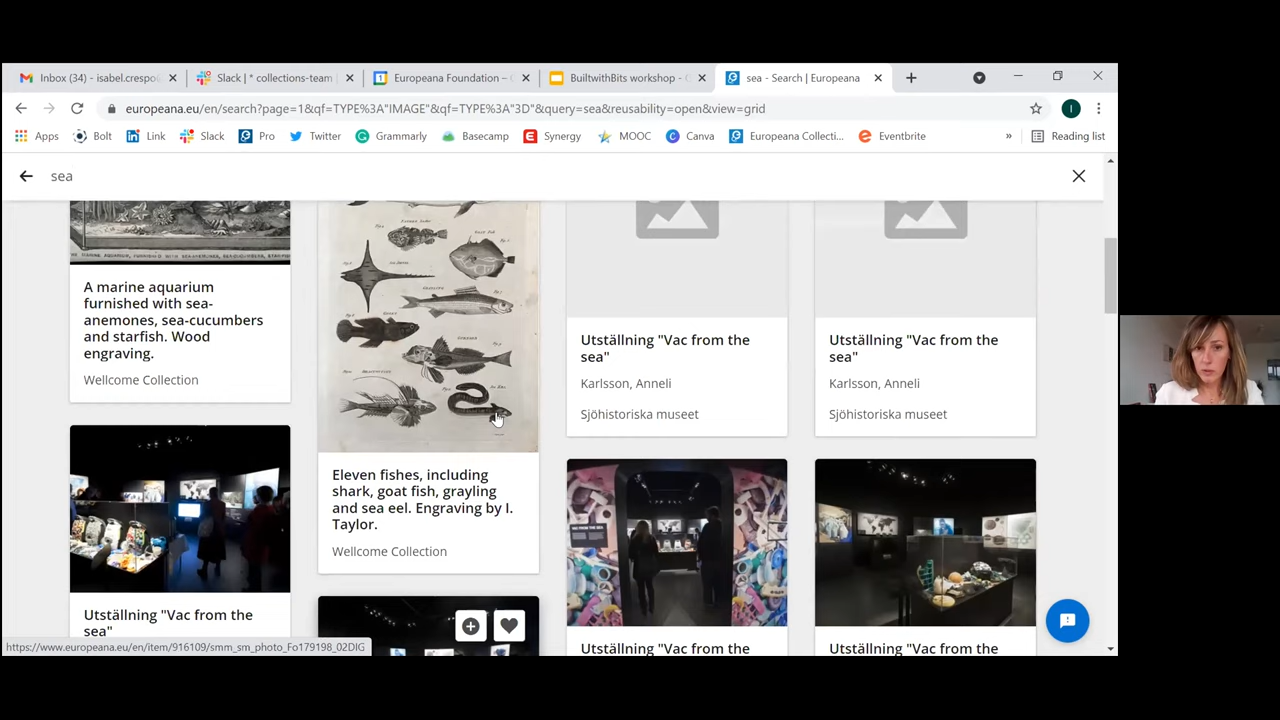 Inbox (34) - isabel.crespo
Slack | * collections-team
Europeana Foundation – C
BuiltwithBits workshop - G
sea - Search | Europeana
europeana.eu/en/search?page=1&qf=TYPE%3A"IMAGE"&qf=TYPE%3A"3D"&query=sea&reusability=open&view=grid
I
Apps
Bolt
Link
Slack
Pro
Twitter
Grammarly
Basecamp
Synergy
MOOC
Canva
Europeana Collecti...
Eventbrite
»
Reading list
sea
A marine aquarium
furnished with sea-
anemones, sea-cucumbers
and starfish. Wood
engraving.
Wellcome Collection
Utställning "Vac from the
sea"
Eleven fishes, including
shark, goat fish, grayling
and sea eel. Engraving by I.
Taylor.
Wellcome Collection
Utställning "Vac from the
sea"
Karlsson, Anneli
Sjöhistoriska museet
VAC FROM
THE SEA
Utställning "Vac from the
Utställning "Vac from the
sea"
Karlsson, Anneli
Sjöhistoriska museet
Utställning "Vac from the
https://www.europeana.eu/en/item/916109/smm_sm_photo_Fo179198_02DIG